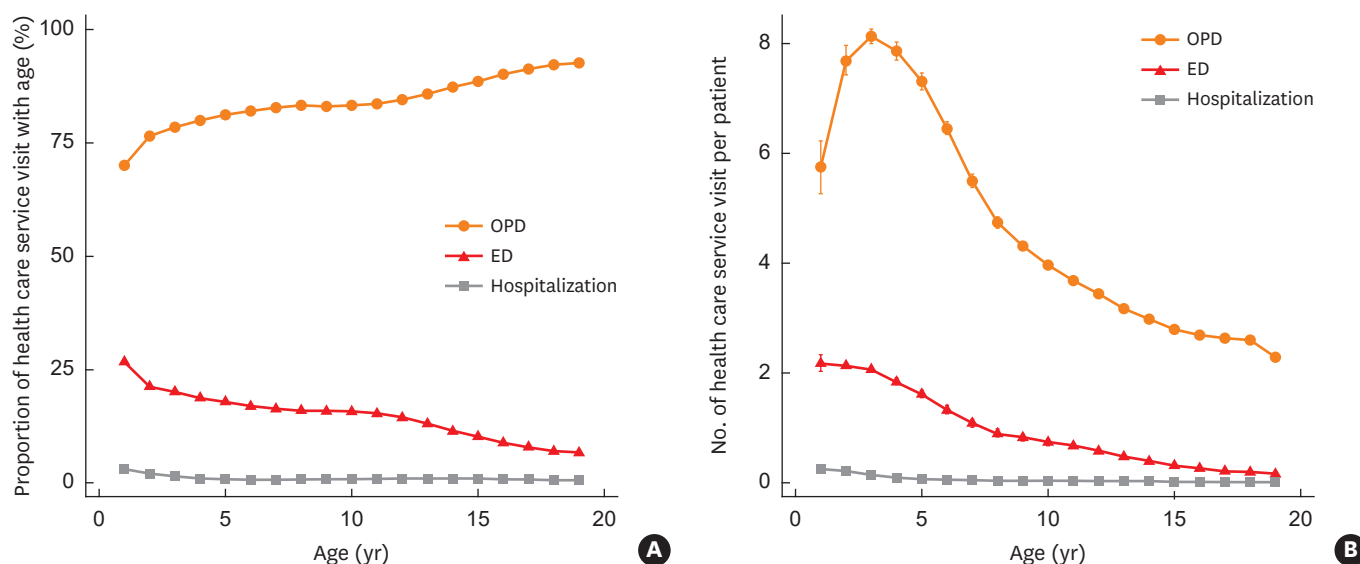 Proportion of health care service visit with age (%)
100
75
50
25
0
OPD
ED
Hospitalization
0 5 10 15 20
Age (yr)
A
No. of health care service visit per patient
8
6
4
2
0
OPD
ED
Hospitalization
0 5 10 15 20
Age (yr)
B